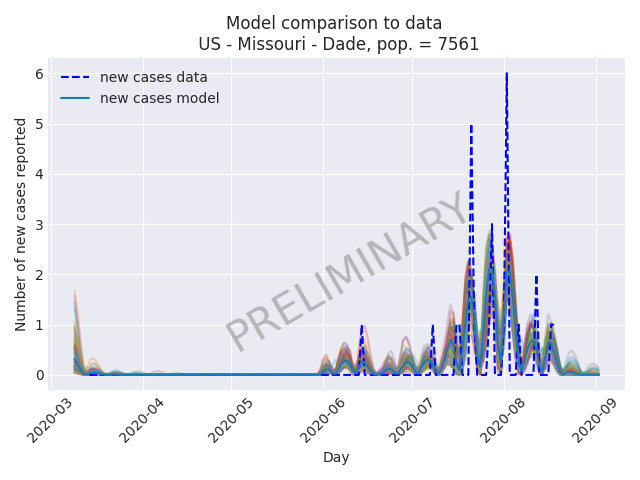 Model comparison to data
US - Missouri - Dade, pop. = 7561
new cases data
new cases model
Number of new cases reported
6
5
4
3
2
1
0
PRELIMINARY
2020-03
2020-04
2020-05
2020-06
2020-07
2020-08
2020-09
Day